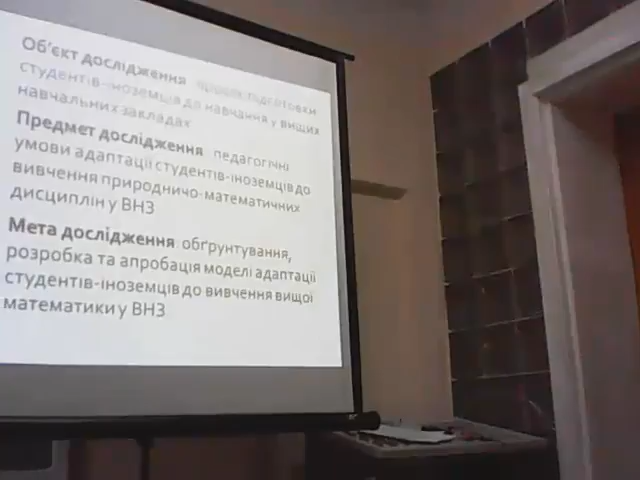 Об'єкт дослідження процес підготовки
студентів-іноземців до навчання у вищих
навчальних закладах
Предмет дослідження педагогічні
умови адаптації студентів-іноземців до
вивчення природничо-математичних
дисциплін у ВНЗ
Мета дослідження: обґрунтування,
розробка та апробація моделі адаптації
студентів-іноземців до вивчення вищої
математики у ВНЗ